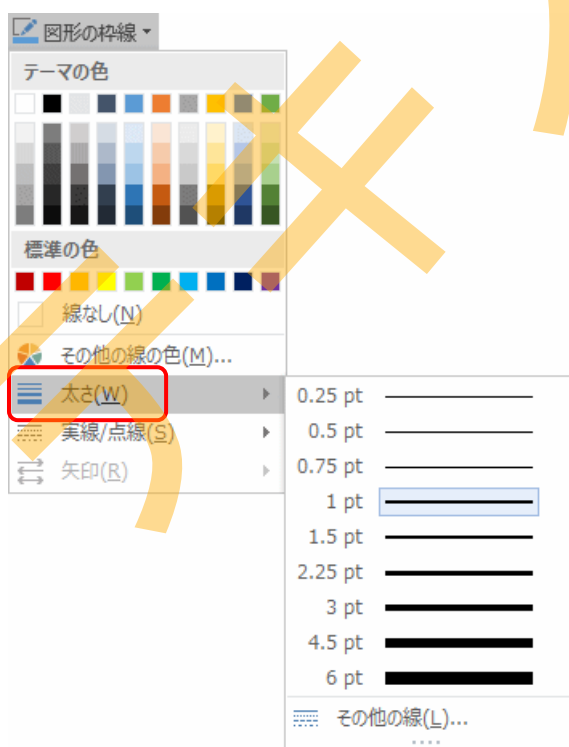 図形の枠線
テーマの色
標準の色
線なし(N)
その他の線の色(M)...
太さ(W)
実線/点線(S)
矢印(R)
0.25 pt
0.5 pt
0.75 pt
1 pt
1.5 pt
2.25 pt
3 pt
4.5 pt
6 pt
その他の線(L)...